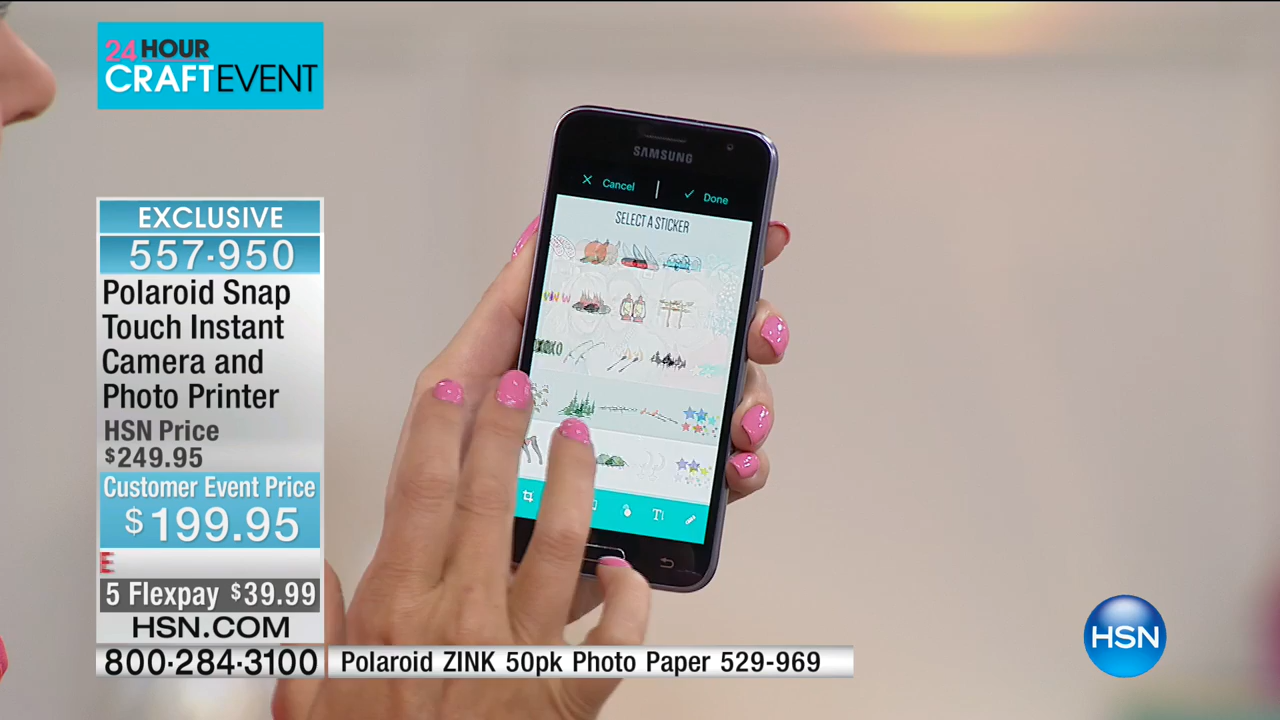 24 HOUR
CRAFTEVENT
EXCLUSIVE
557-950
Polaroid Snap
Touch Instant
Camera and
Photo Printer
HSN Price
$249.95
Customer Event Price
$199.95
E
5 Flexpay $39.99
HSN.COM
800-284-3100
Polaroid ZINK 50pk Photo Paper 529-969
HSN
SAMSUNG
Cancel
Done
SELECT A STICKER
XOXO
T